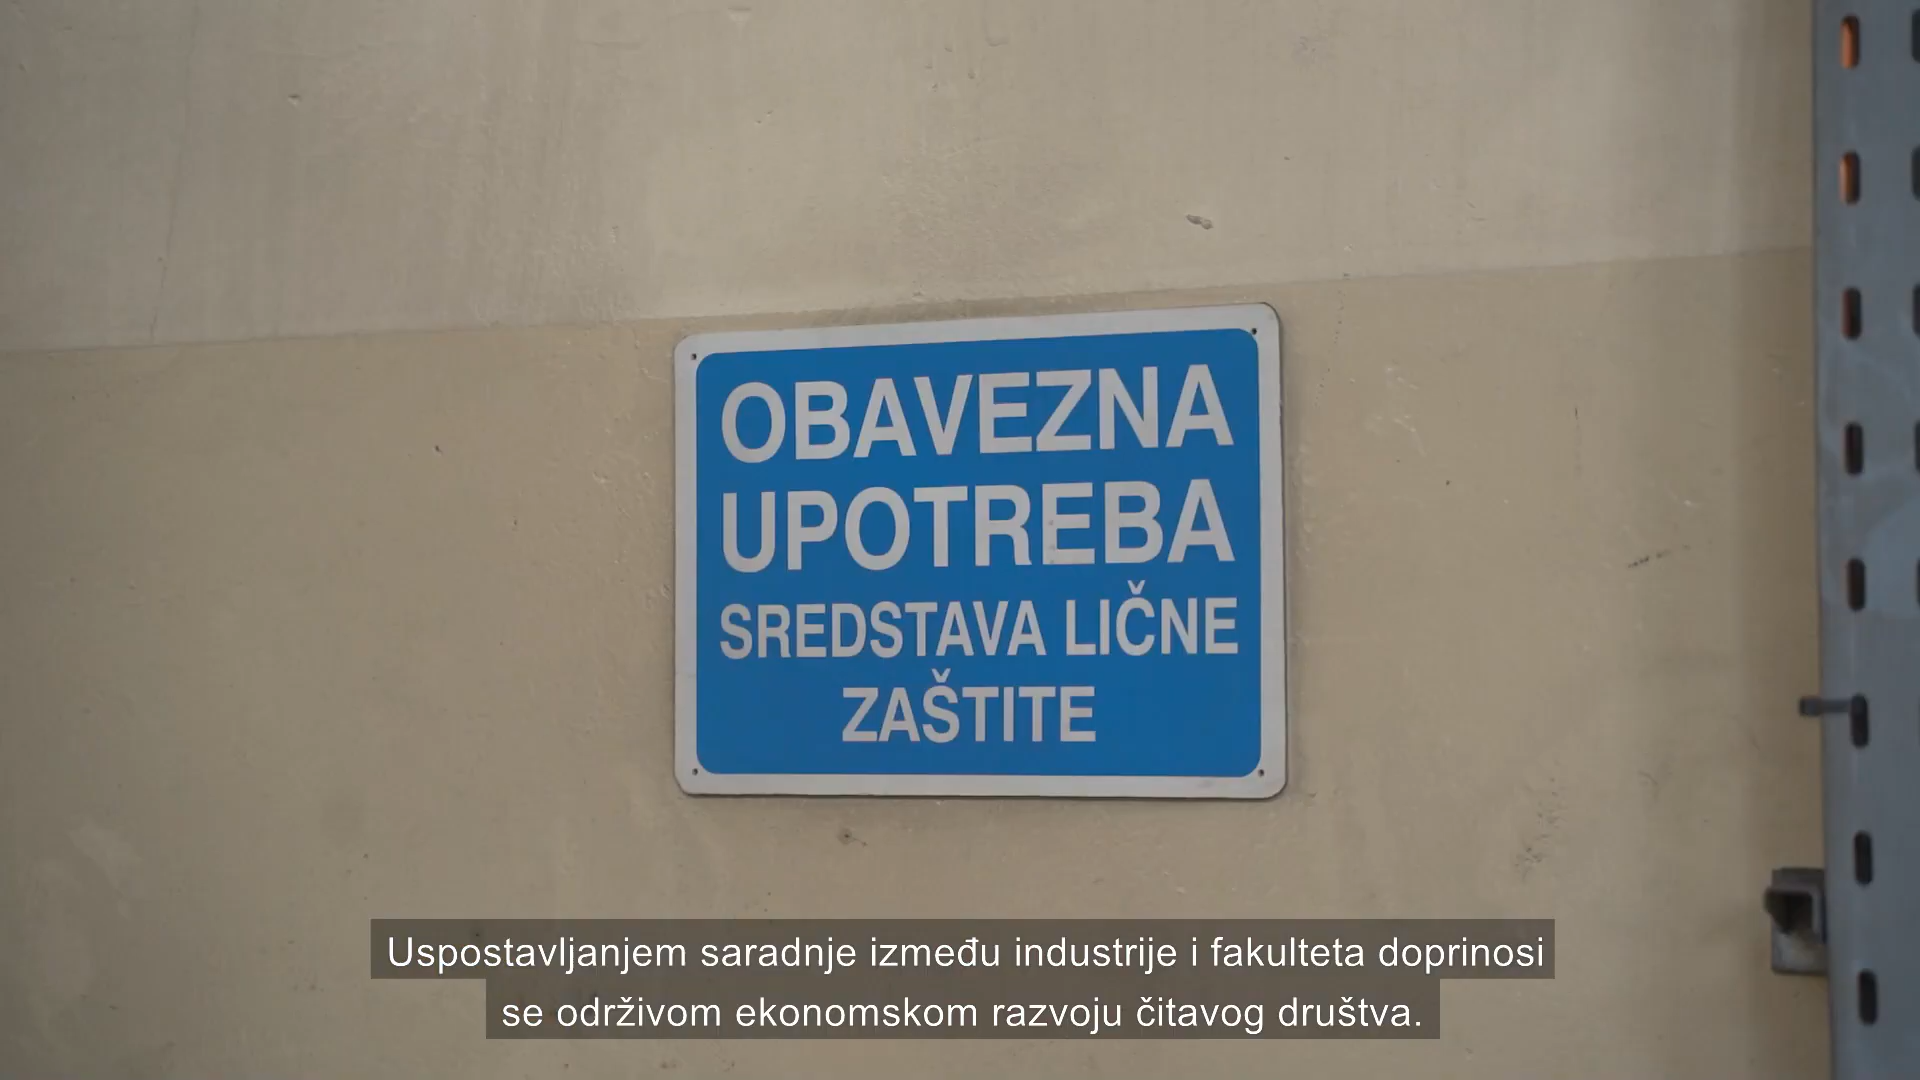 OBAVEZNA
UPOTREBA
SREDSTAVA LIČNE
ZAŠTITE
Uspostavljanjem saradnje između industrije i fakulteta doprinosi
se održivom ekonomskom razvoju čitavog društva.